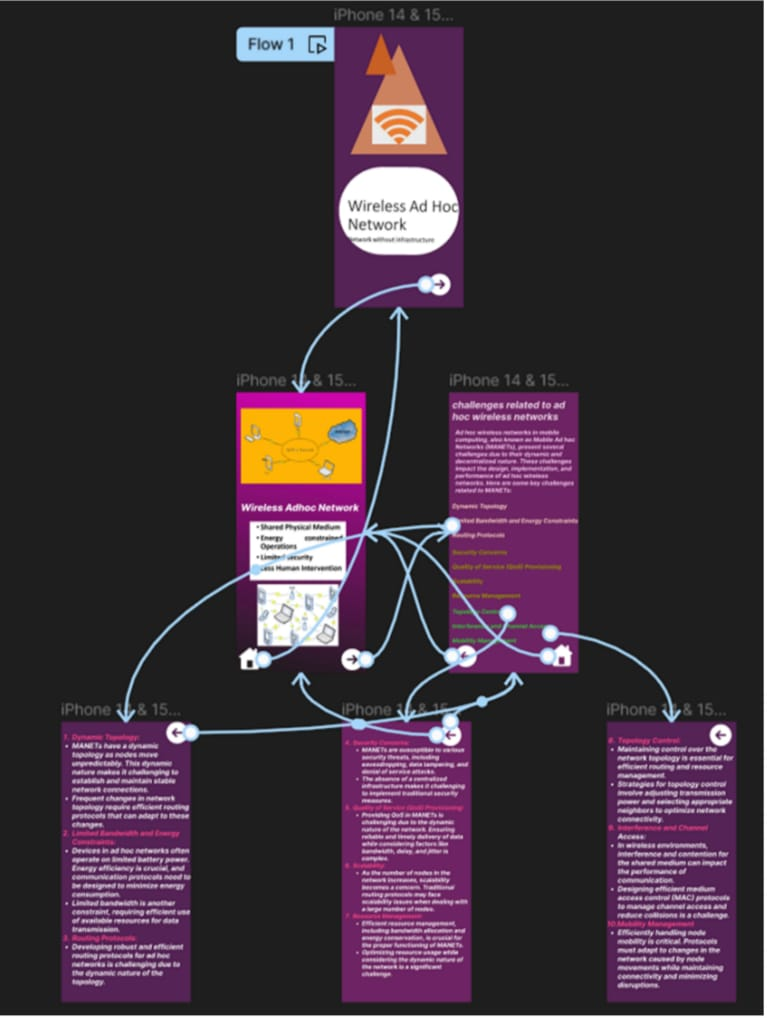 iPhone 14 & 15...
Flow 1
Wireless Ad Hoc
Network
Network without infrastructure
iPhone 14 & 15...
Wireless Adhoc Network
• Shared Physical Medium
• Energy constrained
Operations
• Limited security
Less Human Intervention
iPhone 14 & 15...
challenges related to ad
hoc wireless networks
Ad hoc wireless networks in mobile
computing, also known as Mobile Ad hoc
Networks (MANETs), present several
challenges due to their dynamic and
decentralized nature. These challenges
impact the design, implementation, and
performance of ad hoc wireless
networks. Here are some key challenges
related to MANETs:
Dynamic Topology
Limited Bandwidth and Energy Constraints
Routing Protocols
Security Concerns
Quality of Service (QoS) Provisioning
Scalability
Resource Management
Topology Control
Interference and Channel Access
Mobility Management
iPhone 14 & 15...
1. Dynamic Topology:
• MANETs have a dynamic
topology as nodes move
unpredictably. This dynamic
nature makes it challenging to
establish and maintain stable
network connections.
• Frequent changes in network
topology require efficient routing
protocols that can adapt to these
changes.
2. Limited Bandwidth and Energy
Constraints:
• Devices in ad hoc networks often
operate on limited battery power.
Energy efficiency is crucial, and
communication protocols need to
be designed to minimize energy
consumption.
• Limited bandwidth is another
constraint, requiring efficient use
of available resources for data
transmission.
3. Routing Protocols:
• Developing robust and efficient
routing protocols for ad hoc
networks is challenging due to
the dynamic nature of the
topology.
iPhone 14 & 15...
4. Security Concerns:
• MANETs are susceptible to various
security threats, including
eavesdropping, data tampering, and
denial of service attacks.
• The absence of a centralized
infrastructure makes it challenging
to implement traditional security
measures.
5. Quality of Service (QoS) Provisioning:
• Providing QoS in MANETs is
challenging due to the dynamic
nature of the network. Ensuring
reliable and timely delivery of data
while considering factors like
bandwidth, delay, and jitter is
complex.
6. Scalability:
• As the number of nodes in the
network increases, scalability
becomes a concern. Traditional
routing protocols may face
scalability issues when dealing with
a large number of nodes.
7. Resource Management:
• Efficient resource management,
including bandwidth allocation and
energy conservation, is crucial for
the proper functioning of MANETs.
• Optimizing resource usage while
considering the dynamic nature of
the network is a significant
challenge.
iPhone 14 & 15...
8. Topology Control:
• Maintaining control over the
network topology is essential for
efficient routing and resource
management.
• Strategies for topology control
involve adjusting transmission
power and selecting appropriate
neighbors to optimize network
connectivity.
9. Interference and Channel
Access:
• In wireless environments,
interference and contention for
the shared medium can impact
the performance of
communication.
• Designing efficient medium
access control (MAC) protocols
to manage channel access and
reduce collisions is a challenge.
10. Mobility Management
• Efficiently handling node
mobility is critical. Protocols
must adapt to changes in the
network caused by node
movements while maintaining
connectivity and minimizing
disruptions.